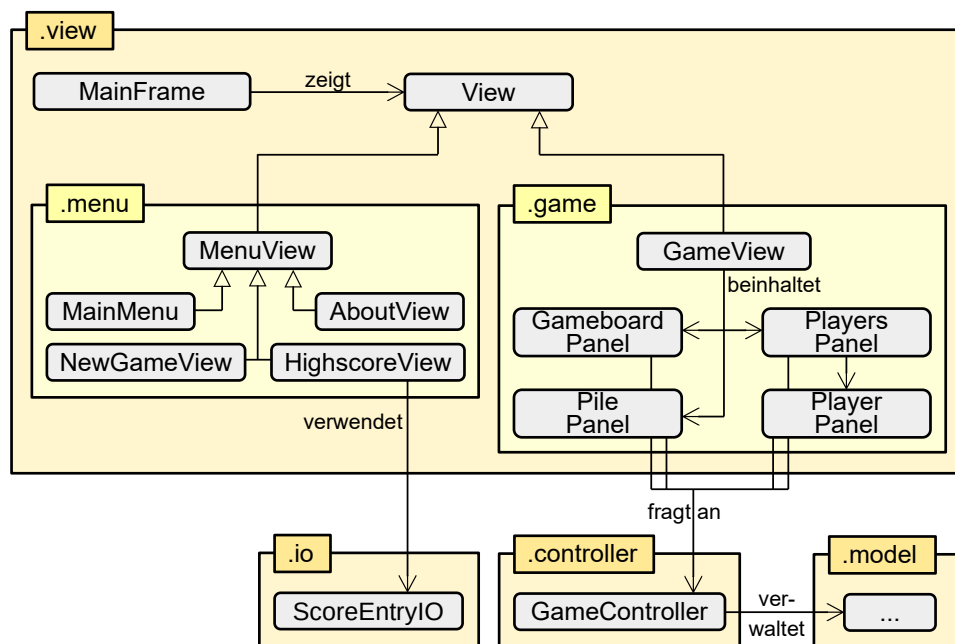 .view
MainFrame
zeigt
View
.menu
MenuView
MainMenu
AboutView
NewGameView
HighscoreView
verwendet
.game
GameView
beinhaltet
Gameboard
Panel
Players
Panel
Pile
Panel
Player
Panel
fragt an
.io
ScoreEntryIO
.controller
GameController
ver-
waltet
.model
...